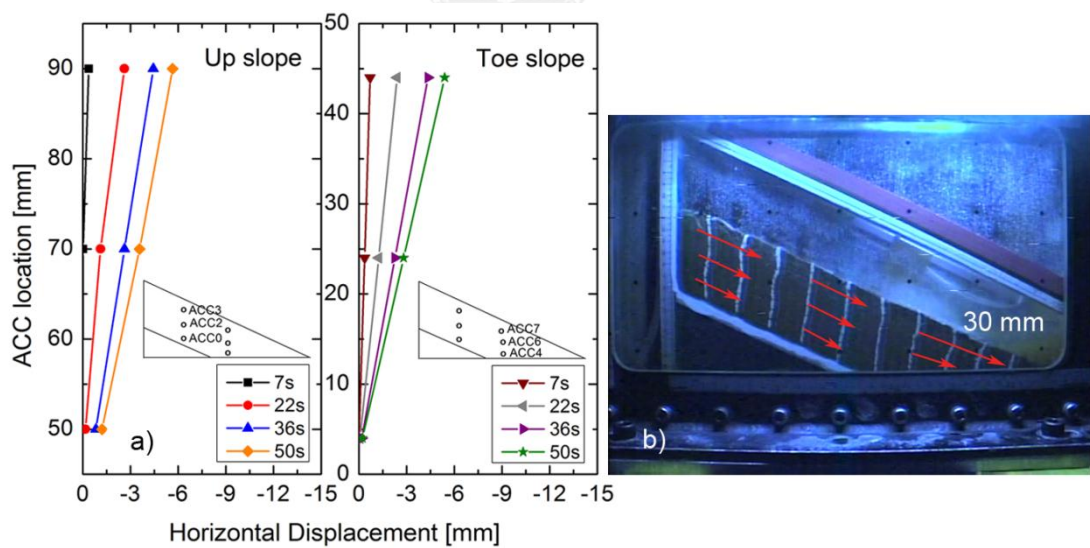 Up slope
Toe slope
90
80
70
60
50
50
40
30
20
10
0
ACC location [mm]
ACC3
ACC2
ACC0
ACC7
ACC6
ACC4
7s
22s
36s
50s
7s
22s
36s
50s
a)
0 -3 -6 -9 -12 -15
0 -3 -6 -9 -12 -15
Horizontal Displacement [mm]
30 mm
b)